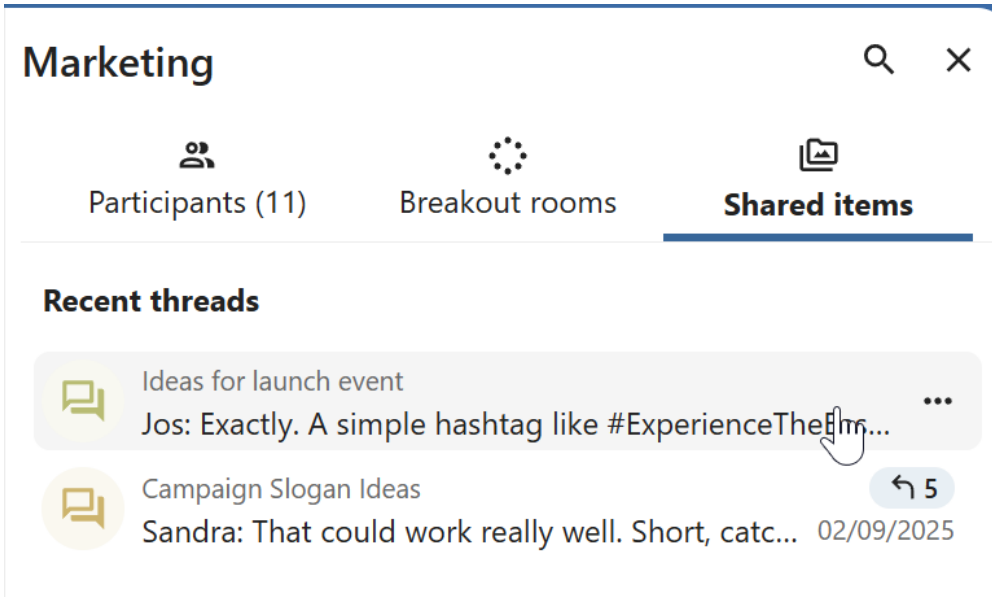 Marketing
Participants (11)
Breakout rooms
Shared items
Recent threads
Ideas for launch event
Jos: Exactly. A simple hashtag like
Campaign Slogan Ideas
5
Sandra: That could work really well. Short, catc...
02/09/2025